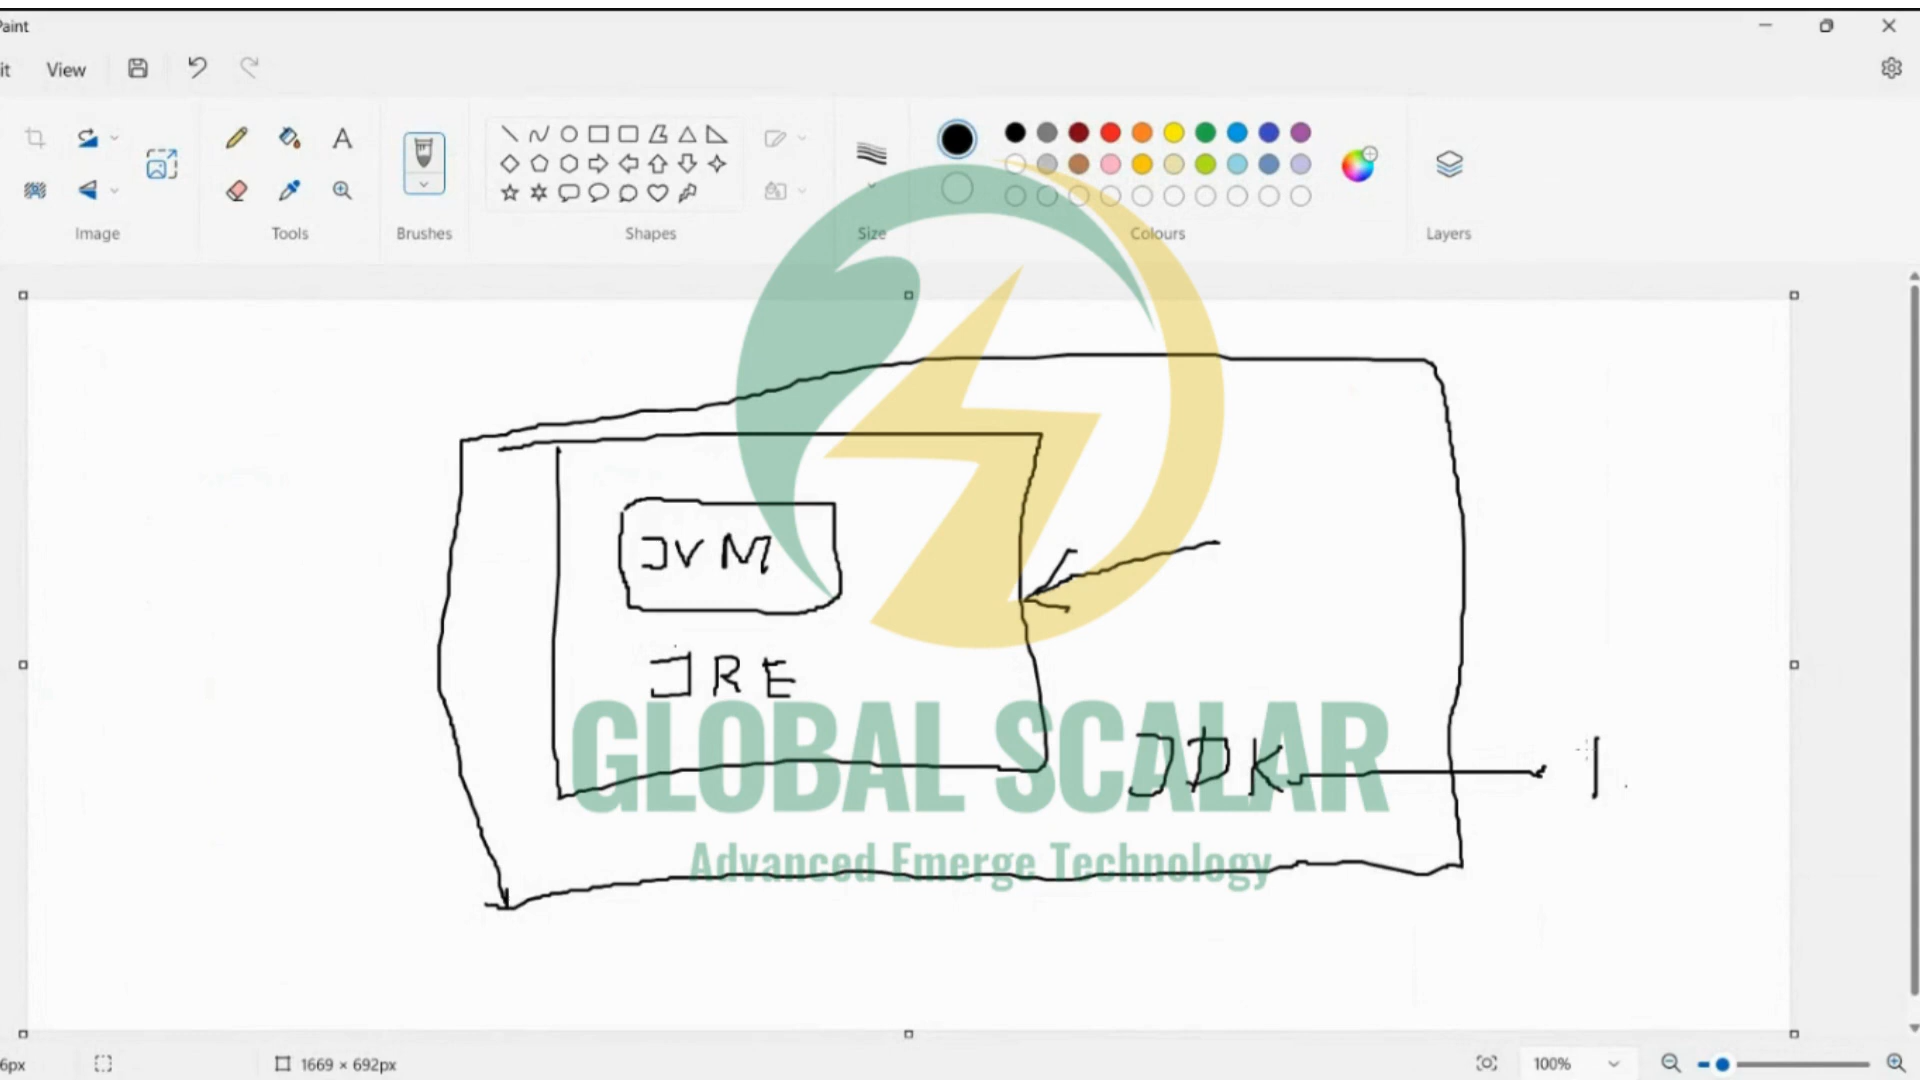 Paint
it View
Image Tools Brushes Shapes Size Colours Layers
JVM
JRE
JDK
GLOBAL SCALAR
Advanced Emerge Technology
6px 1669 × 692px 100%